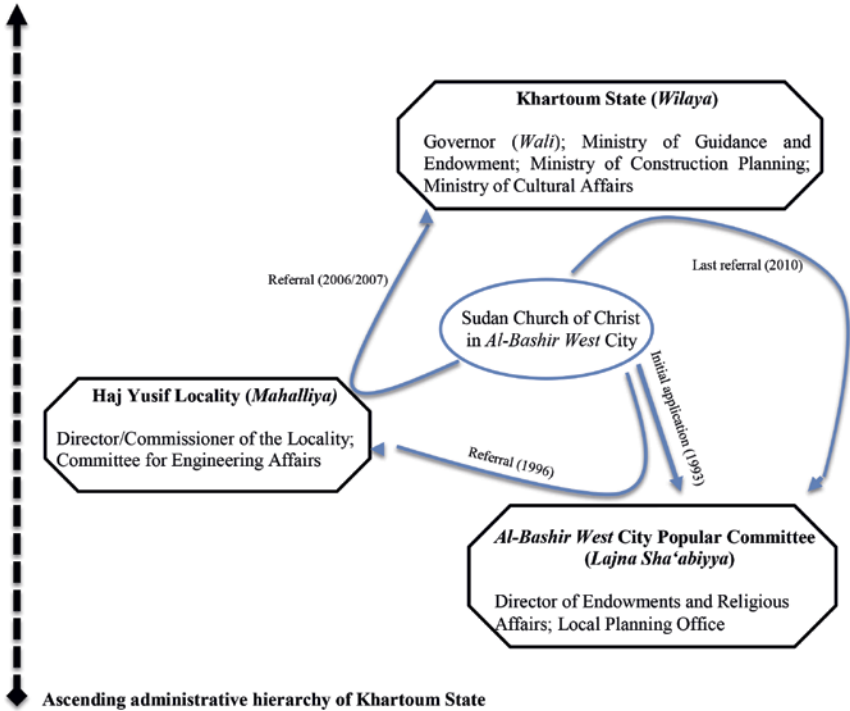 Khartoum State (Wilaya)
Governor (Wali); Ministry of Guidance and
Endowment; Ministry of Construction Planning;
Ministry of Cultural Affairs
Referral (2006/2007)
Last referral (2010)
Sudan Church of Christ
in Al-Bashir West City
Initial application (1993)
Haj Yusif Locality (Mahalliya)
Director/Commissioner of the Locality;
Committee for Engineering Affairs
Referral (1996)
Al-Bashir West City Popular Committee
(Lajna Sha‘abiyya)
Director of Endowments and Religious
Affairs; Local Planning Office
Ascending administrative hierarchy of Khartoum State